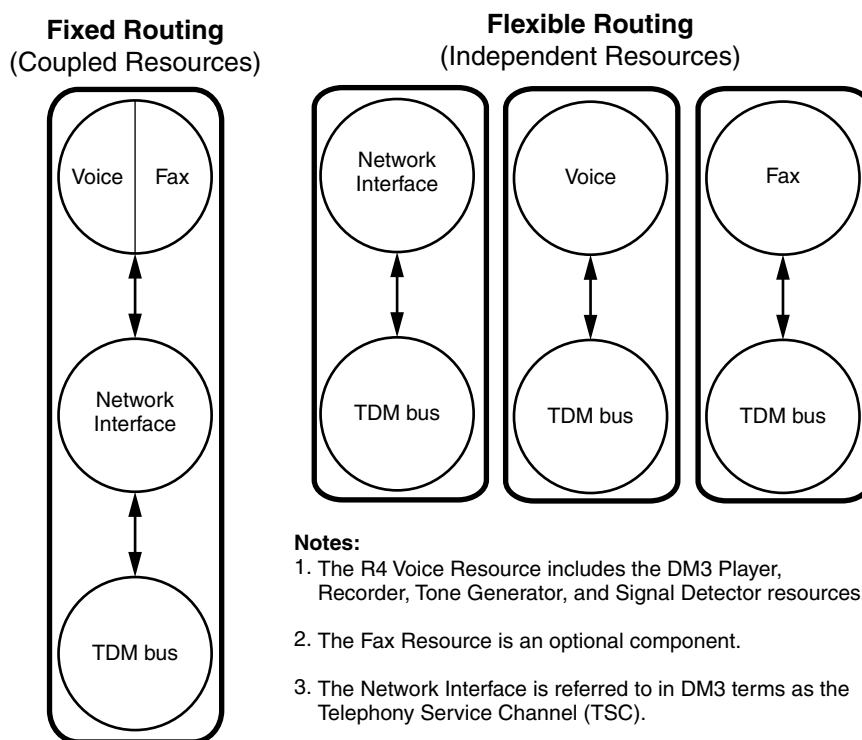 Fixed Routing
(Coupled Resources)
Voice
Fax
Network
Interface
TDM bus
Flexible Routing
(Independent Resources)
Network
Interface
TDM bus
Voice
TDM bus
Fax
TDM bus
Notes:
1. The R4 Voice Resource includes the DM3 Player,
Recorder, Tone Generator, and Signal Detector resources
2. The Fax Resource is an optional component.
3. The Network Interface is referred to in DM3 terms as the
Telephony Service Channel (TSC).